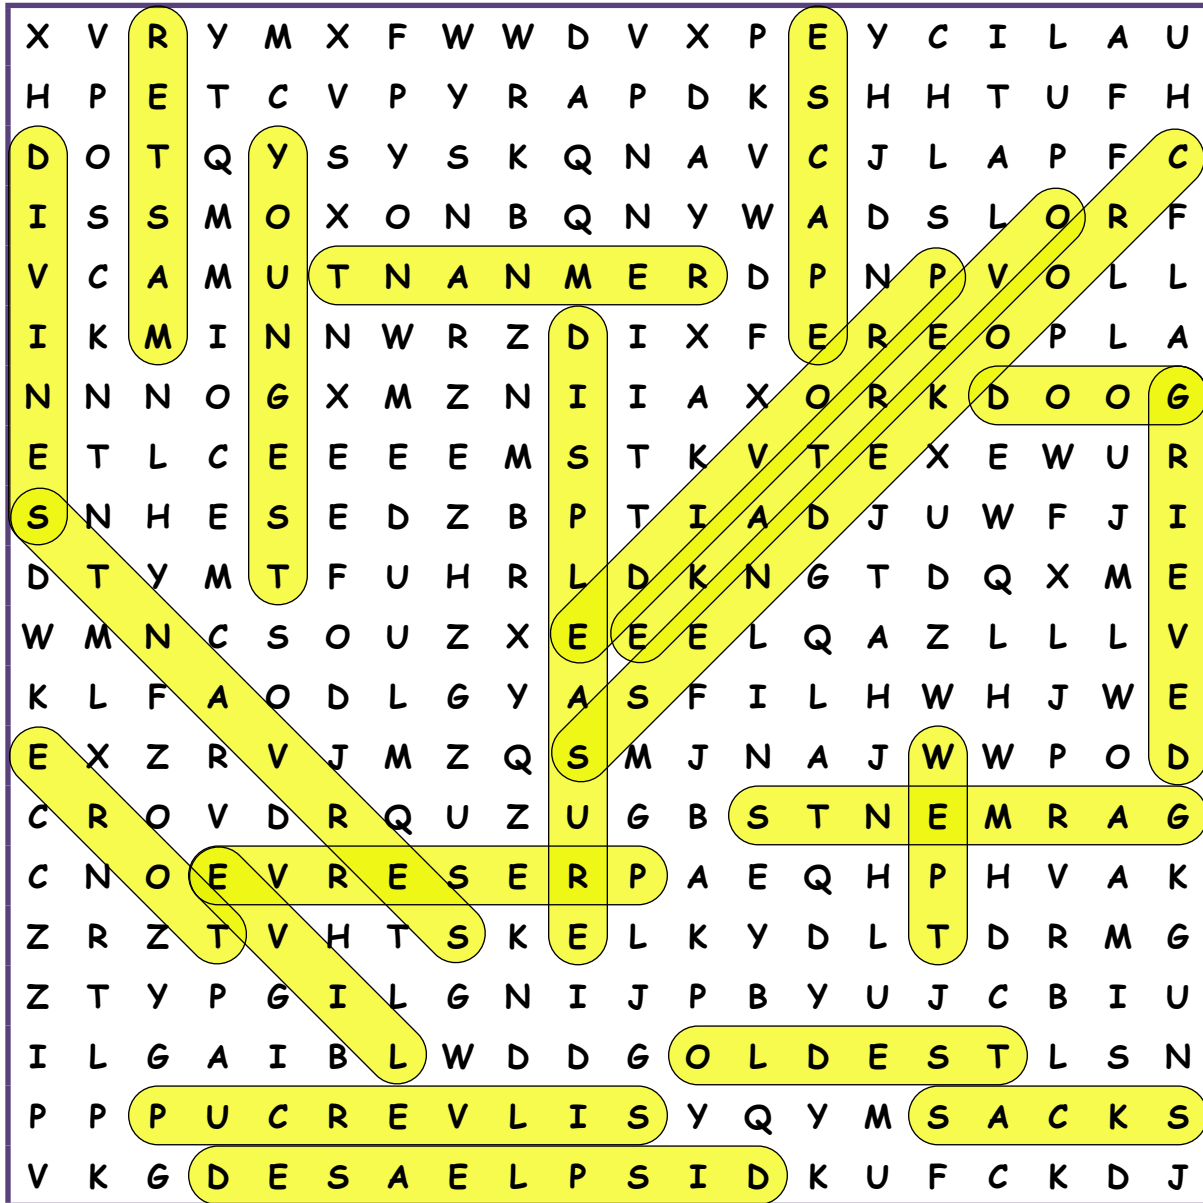 X V R Y M X F W W D V X P E Y C I L A U
H P E T C V P Y R A P D K S H H T U F H
D O T Q Y S Y S K Q N A V C J L A P F C
I S S M O X O N B Q N Y W A D S L O R F
V C A M U T N A N M E R D P N P V O L L
I K M I N N W R Z D I X F E R E O P L A
N N N O G X M Z N I I A X O R K D O O G
E T L C E E E E M S T K V T E X E W U R
S N H E S E D Z B P T I A D J U W F J I
D T Y M T F U H R L D K N G T D Q X M E
W M N C S O U Z X E E E L Q A Z L L L V
K L F A O D L G Y A S F I L H W H J W E
E X Z R V J M Z Q S M J N A J W W P O D
C R O V D R Q U Z U G B S T N E M R A G
C N O E V R E S E R P A E Q H P H V A K
Z R Z T V H T S K E L K Y D L T D R M G
Z T Y P G I L G N I J P B Y U J C B I U
I L G A I B L W D D G O L D E S T L S N
P P P U C R E V L I S Y Q Y M S A C K S
V K G D E S A E L P S I D K U F C K D J